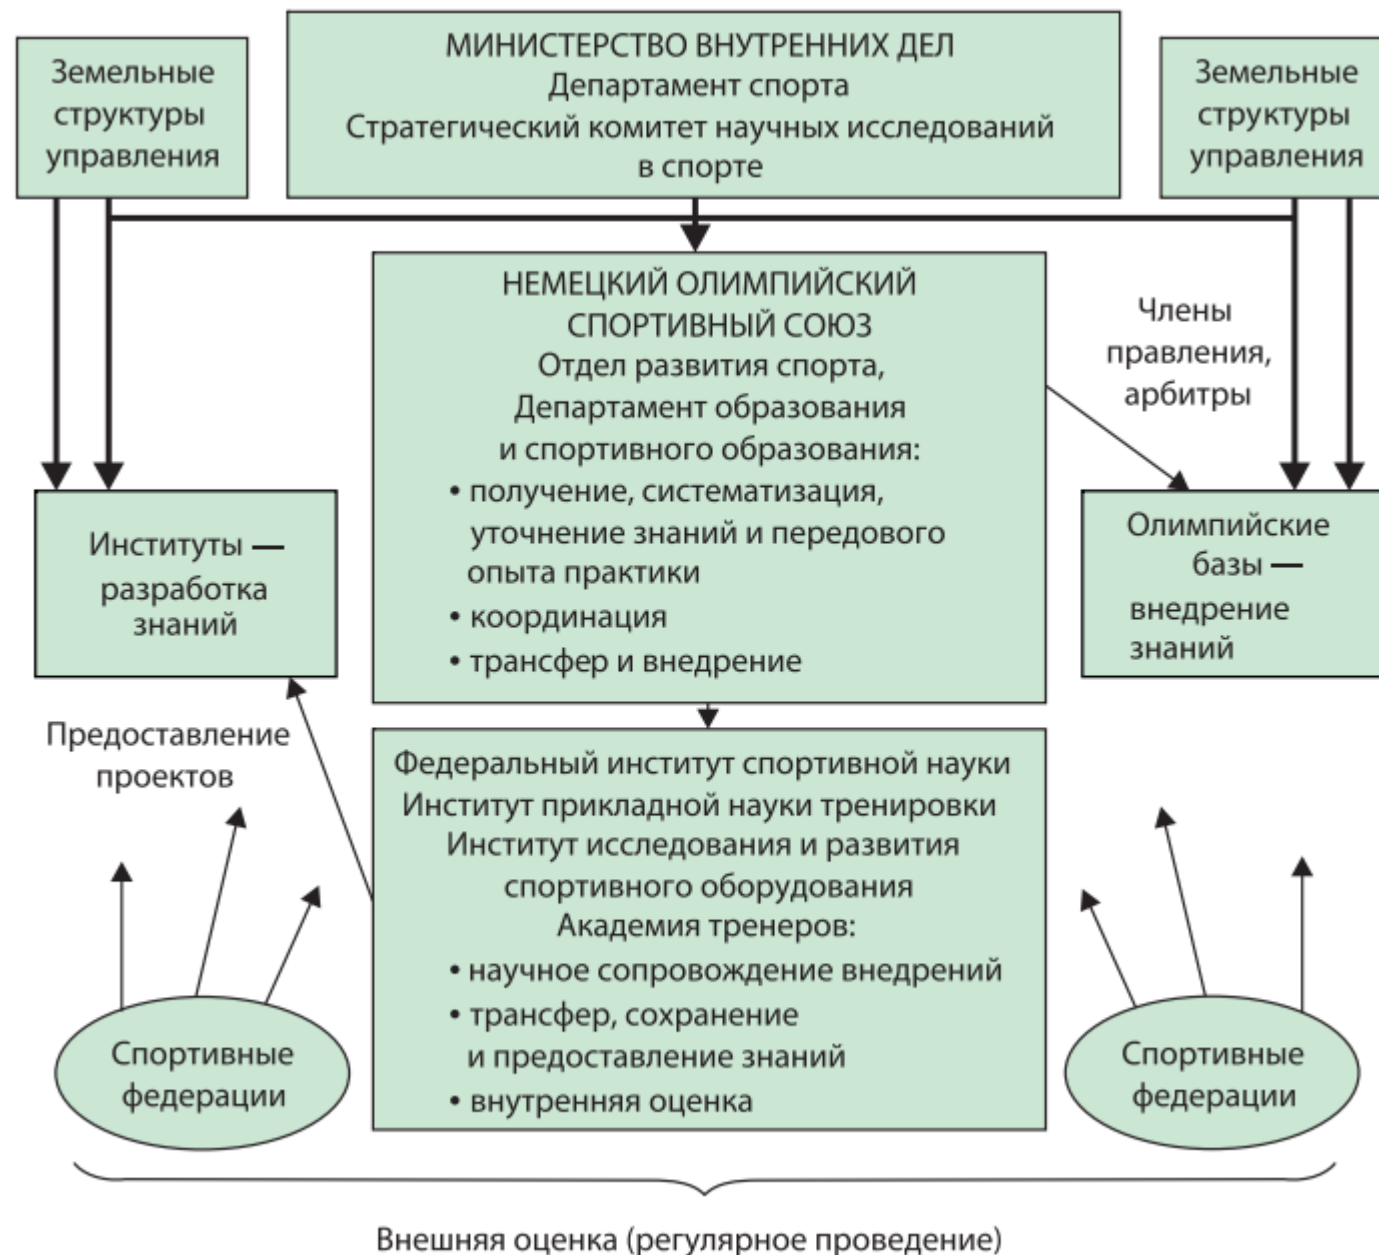 Земельные
структуры
управления
МИНИСТЕРСТВО ВНУТРЕННИХ ДЕЛ
Департамент спорта
Стратегический комитет научных исследований
в спорте
Земельные
структуры
управления
НЕМЕЦКИЙ ОЛИМПИЙСКИЙ
СПОРТИВНЫЙ СОЮЗ
Отдел развития спорта,
Департамент образования
и спортивного образования:
• получение, систематизация,
уточнение знаний и передового
опыта практики
• координация
• трансфер и внедрение
Члены
правления,
арбитры
Институты —
разработка
знаний
Олимпийские
базы —
внедрение
знаний
Предоставление
проектов
Федеральный институт спортивной науки
Институт прикладной науки тренировки
Институт исследования и развития
спортивного оборудования
Академия тренеров:
• научное сопровождение внедрений
• трансфер, сохранение
и предоставление знаний
• внутренняя оценка
Спортивные
федерации
Спортивные
федерации
Внешняя оценка (регулярное проведение)